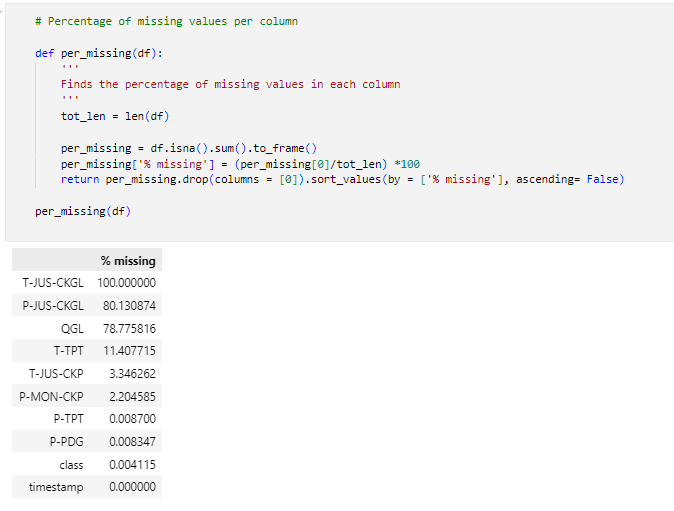 # Percentage of missing values per column
def per_missing(df):
'''
Finds the percentage of missing values in each column
'''
tot_len = len(df)
per_missing = df.isna().sum().to_frame()
per_missing['% missing'] = (per_missing[0]/tot_len) *100
return per_missing.drop(columns = [0]).sort_values(by = ['% missing'], ascending= False)
per_missing(df)
% missing
T-JUS-CKGL 100.000000
P-JUS-CKGL 80.130874
QGL 78.775816
T-TPT 11.407715
T-JUS-CKP 3.346262
P-MON-CKP 2.204585
P-TPT 0.008700
P-PDG 0.008347
class 0.004115
timestamp 0.000000